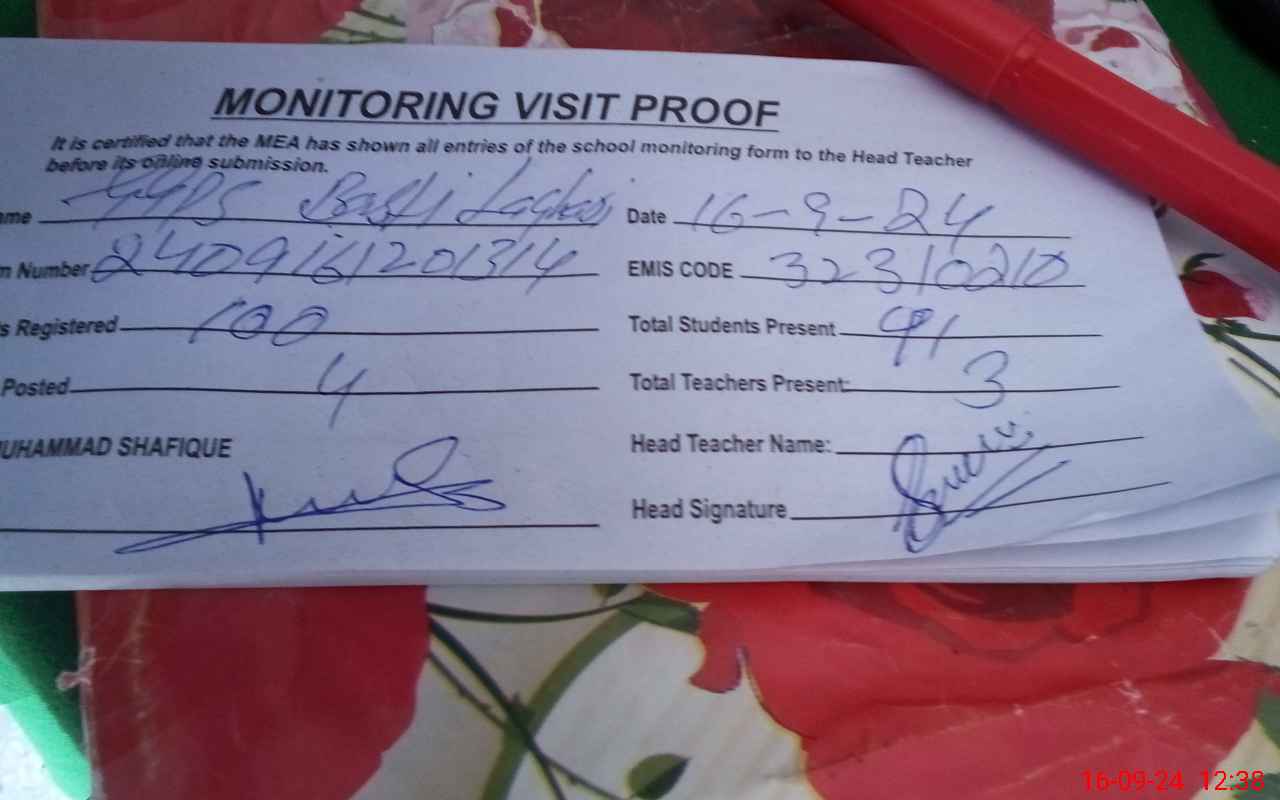 MONITORING VISIT PROOF
It is certified that the MEA has shown all entries of the school monitoring form to the Head Teacher
before its online submission.
ame GGPS Basti Date 16-9-24
m Number 2409161201314 EMIS CODE 32310210
s Registered 100 Total Students Present 91
Posted 4 Total Teachers Present: 3
UHAMMAD SHAFIQUE Head Teacher Name:
Head Signature
16-09-24 12:38